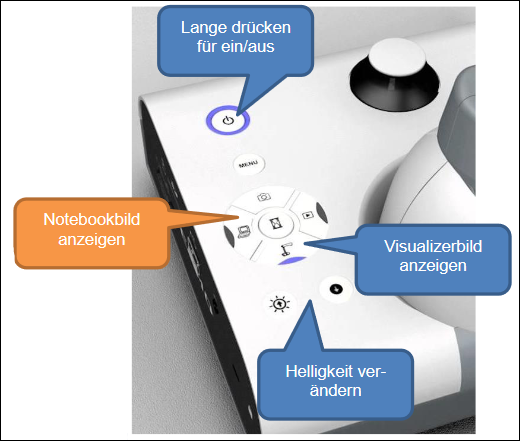 Lange drücken
für ein/aus
MENU
Notebookbild
anzeigen
Visualizerbild
anzeigen
Helligkeit ver-
ändern